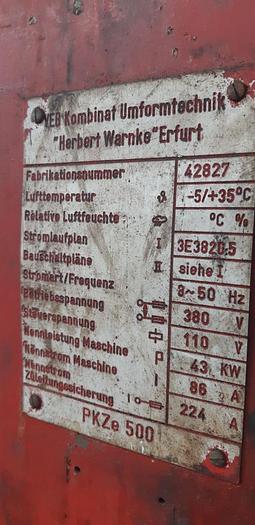 VEB Kombinat Umformtechnik
"Herbert Warnke" Erfurt
Fabrikationsnummer 42827
Lufttemperatur ϑ -5/+35°C
Relative Luftfeuchte °C %
Stromlaufplan I 3E3820.5
Bauschaltpläne II siehe I
Stromart/Frequenz 8~50 Hz
Betriebsspannung 380 V
Steuerspannung 110 V
Nennleistung Maschine P 43 KW
Nennstrom Maschine I 86 A
Nennstrom
Zuleitungssicherung I 224 A
PKZe 500